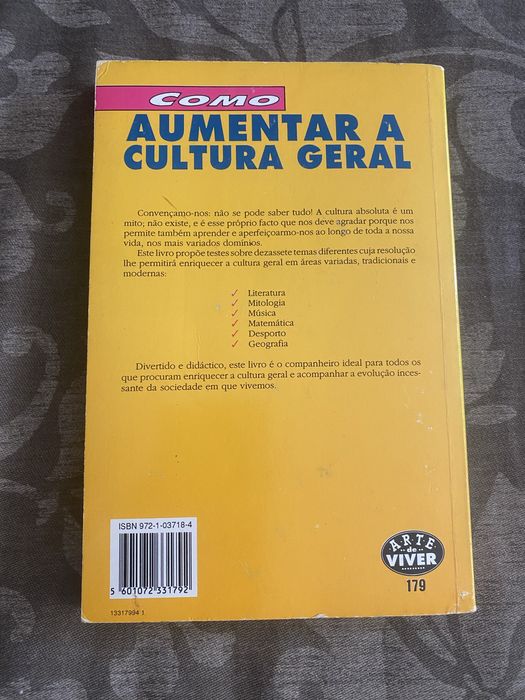 COMO
AUMENTAR A
CULTURA GERAL
Convençamo-nos: não se pode saber tudo! A cultura absoluta é um
mito; não existe, e é esse próprio facto que nos deve agradar porque nos
permite também aprender e aperfeiçoarmo-nos ao longo de toda a nossa
vida, nos mais variados domínios.
Este livro propõe testes sobre dezassete temas diferentes cuja resolução
lhe permitirá enriquecer a cultura geral em áreas variadas, tradicionais e
modernas:
✓ Literatura
✓ Mitologia
✓ Música
✓ Matemática
✓ Desporto
✓ Geografia
Divertido e didáctico, este livro é o companheiro ideal para todos os
que procuram enriquecer a cultura geral e acompanhar a evolução inces-
sante da sociedade em que vivemos.
ISBN 972-1-03718-4
5 601072 331792
13317994 1
ARTE
de
VIVER
179